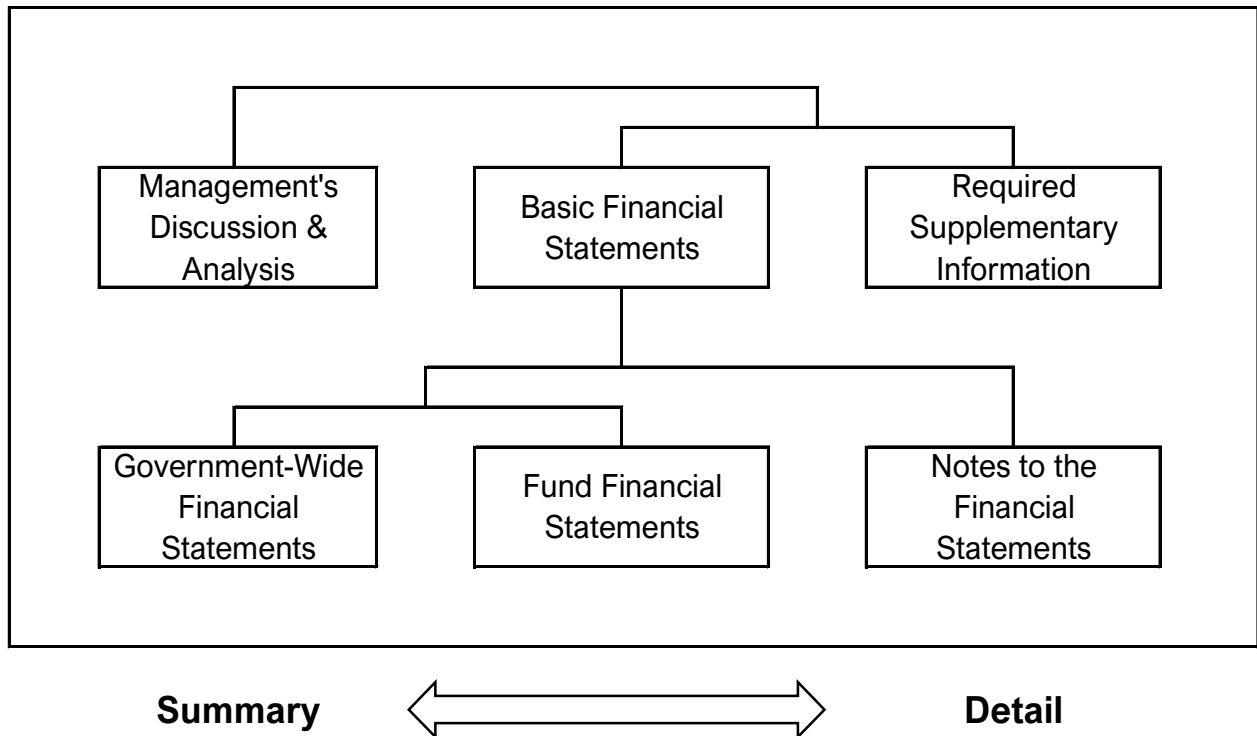 Management's
Discussion &
Analysis
Basic Financial
Statements
Required
Supplementary
Information
Government-Wide
Financial
Statements
Fund Financial
Statements
Notes to the
Financial
Statements
Summary
Detail